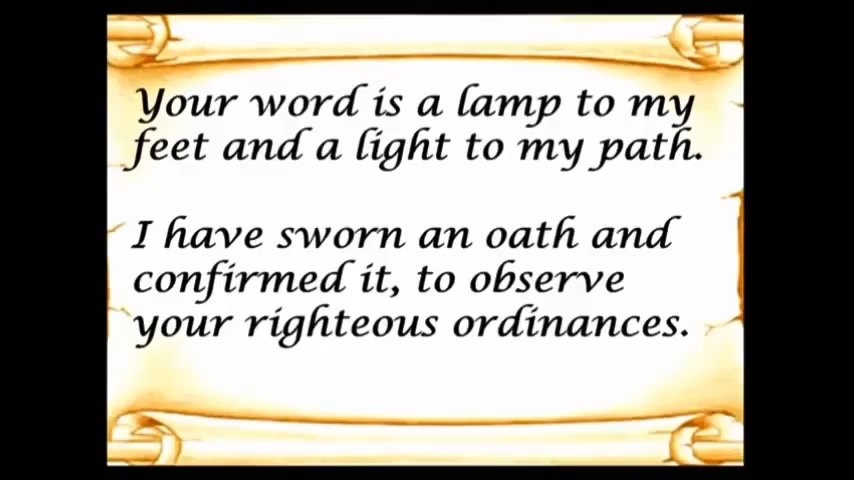 Your word is a lamp to my
feet and a light to my path.
I have sworn an oath and
confirmed it, to observe
your righteous ordinances.